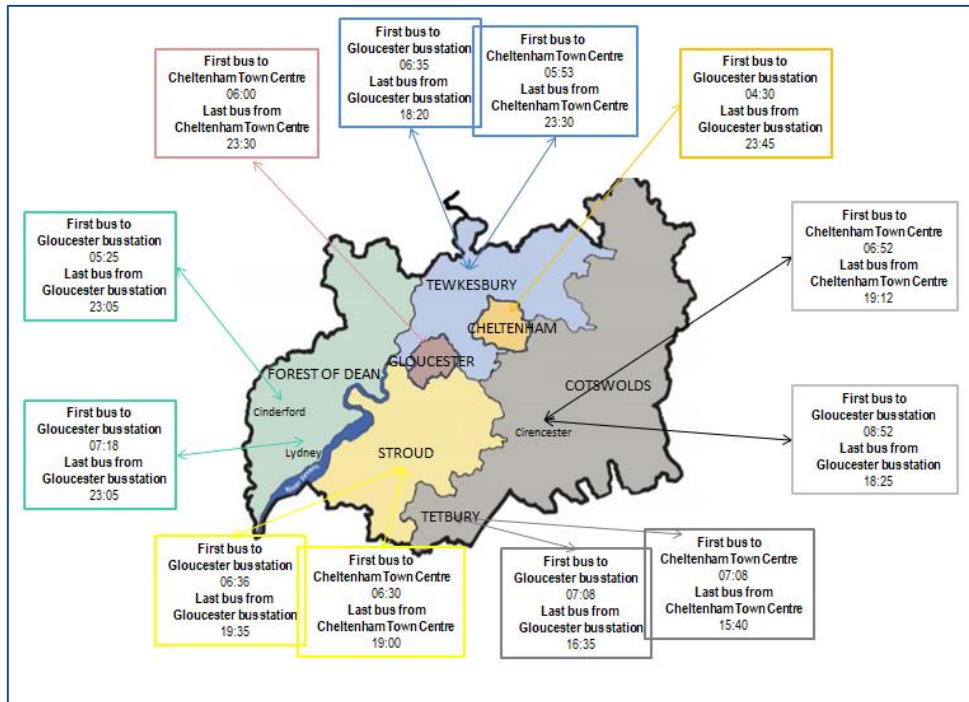 First bus to
Cheltenham Town Centre
06:00
Last bus from
Cheltenham Town Centre
23:30
First bus to
Gloucester bus station
06:35
Last bus from
Gloucester bus station
18:20
First bus to
Cheltenham Town Centre
05:53
Last bus from
Cheltenham Town Centre
23:30
First bus to
Gloucester bus station
04:30
Last bus from
Gloucester bus station
23:45
First bus to
Gloucester bus station
05:25
Last bus from
Gloucester bus station
23:05
First bus to
Cheltenham Town Centre
06:52
Last bus from
Cheltenham Town Centre
19:12
TEWKESBURY
CHELTENHAM
GLOUCESTER
FOREST OF DEAN
COTSWOLDS
Cinderford
Cirencester
Lydney
STROUD
River Severn
TETBURY
First bus to
Gloucester bus station
07:18
Last bus from
Gloucester bus station
23:05
First bus to
Gloucester bus station
08:52
Last bus from
Gloucester bus station
18:25
First bus to
Gloucester bus station
06:36
Last bus from
Gloucester bus station
19:35
First bus to
Cheltenham Town Centre
06:30
Last bus from
Cheltenham Town Centre
19:00
First bus to
Gloucester bus station
07:08
Last bus from
Gloucester bus station
16:35
First bus to
Cheltenham Town Centre
07:08
Last bus from
Cheltenham Town Centre
15:40